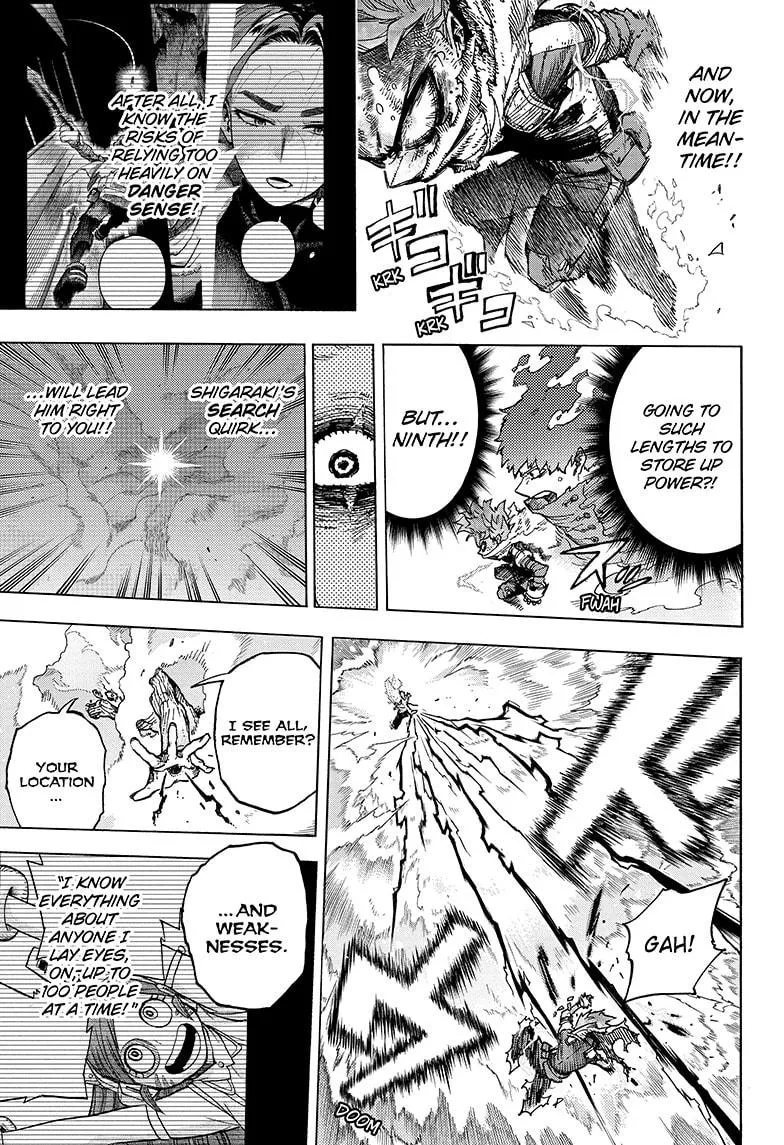 AND
NOW,
IN THE
MEAN-
TIME!!
ギ
ギ
ョ
ョ
KRK
KRK
AFTER ALL, I
KNOW THE
RISKS OF
RELYING TOO
HEAVILY ON
DANGER
SENSE!
GOING TO
SUCH
LENGTHS TO
STORE UP
POWER?!
BUT...
NINTH!!
FWAH
SHIGARAKI'S
SEARCH
QUIRK...
...WILL LEAD
HIM RIGHT
TO YOU!!
GAH!
DOOM
I SEE ALL,
REMEMBER?
YOUR
LOCATION
...
...AND
WEAK-
NESSES.
"I KNOW
EVERYTHING
ABOUT
ANYONE I
LAY EYES
ON, UP TO
100 PEOPLE
AT A TIME!"